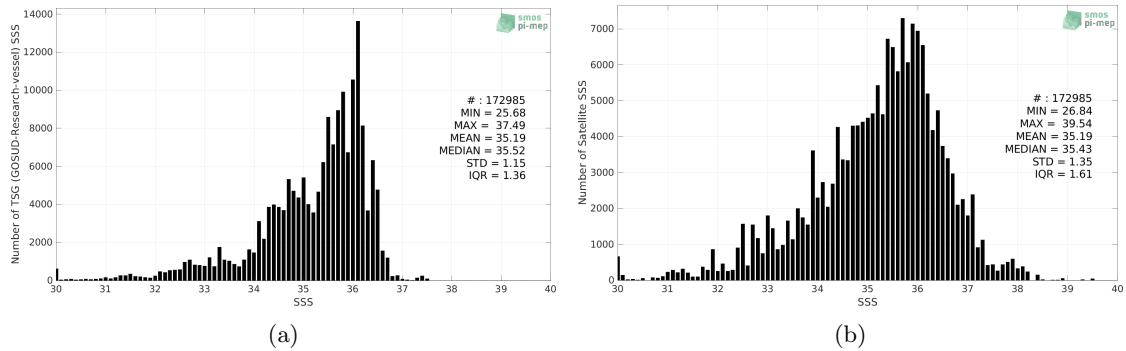 14000
12000
10000
8000
6000
4000
2000
0
30 31 32 33 34 35 36 37 38 39 40
SSS
Number of TSG (GOSUD-Research-vessel) SSS
smos
pi-mep
# : 172985
MIN = 25.68
MAX = 37.49
MEAN = 35.19
MEDIAN = 35.52
STD = 1.15
IQR = 1.36
(a)
7000
6000
5000
4000
3000
2000
1000
0
30 31 32 33 34 35 36 37 38 39 40
SSS
Number of Satellite SSS
smos
pi-mep
# : 172985
MIN = 26.84
MAX = 39.54
MEAN = 35.19
MEDIAN = 35.43
STD = 1.35
IQR = 1.61
(b)